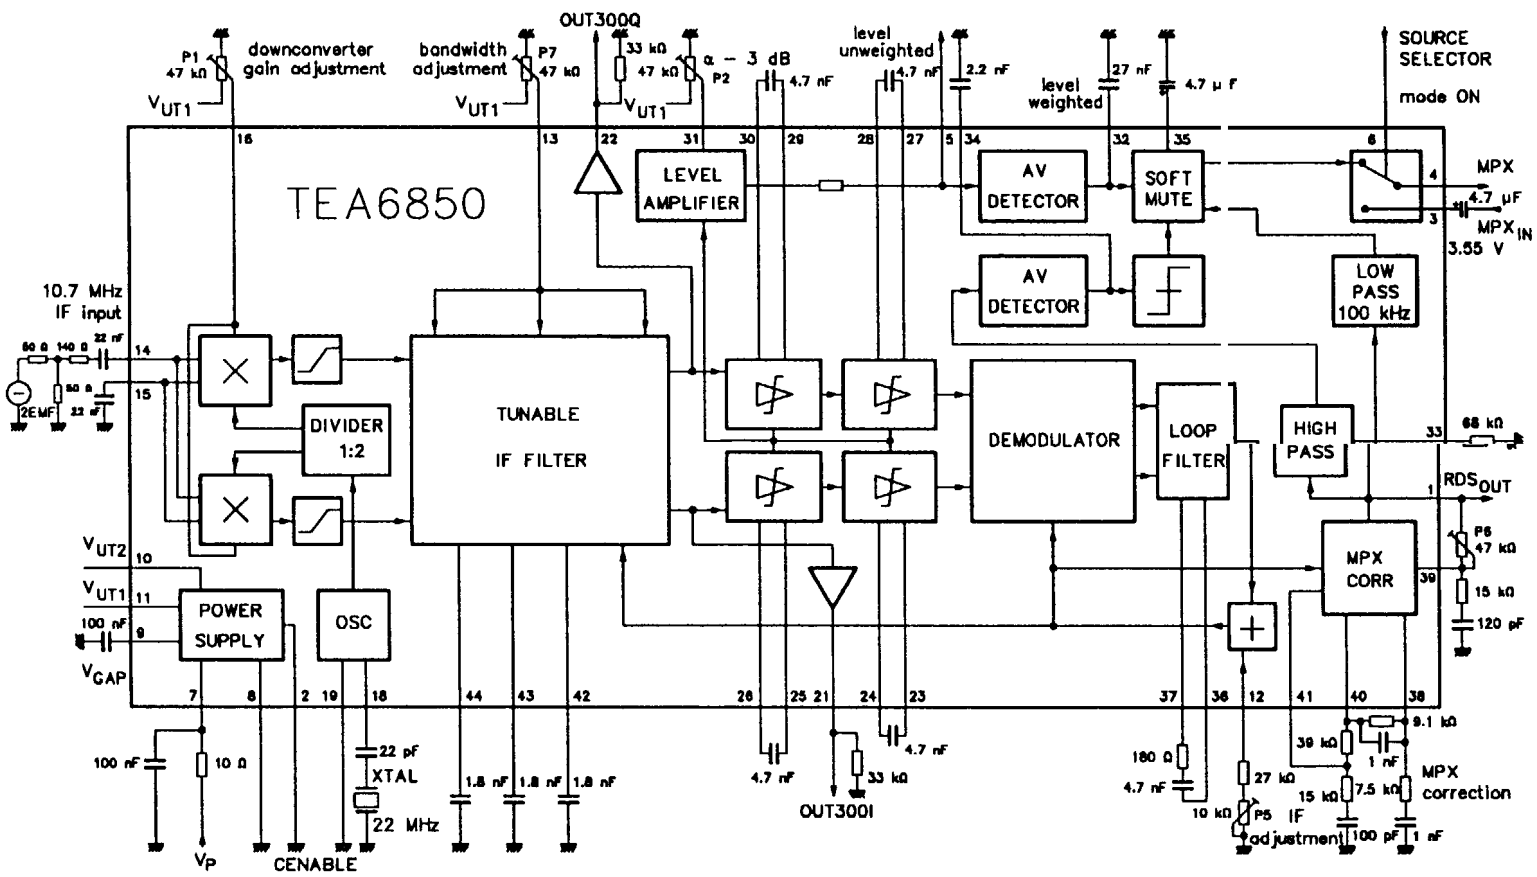 OUT300Q
P1
47 kΩ
downconverter
gain adjustment
VUT1
bandwidth
adjustment
P7
47 kΩ
VUT1
33 kΩ
47 kΩ
VUT1
α - 3 dB
P2
4.7 nF
level
unweighted
4.7 nF
2.2 nF
level
weighted
27 nF
4.7 μF
SOURCE
SELECTOR
mode ON
16
13
22
31
30
29
28
27
5
34
32
35
6
TEA6850
LEVEL
AMPLIFIER
AV
DETECTOR
SOFT
MUTE
4
MPX
4.7 μF
3
MPXIN
3.55 V
AV
DETECTOR
LOW
PASS
100 kHz
10.7 MHz
IF input
50 Ω
140 Ω
22 nF
14
50 Ω
22 nF
15
2EMF
DIVIDER
1:2
TUNABLE
IF FILTER
DEMODULATOR
LOOP
FILTER
HIGH
PASS
33
68 kΩ
1
RDSOUT
P6
47 kΩ
MPX
CORR
39
15 kΩ
120 pF
VUT2
10
VUT1
11
100 nF
9
VGAP
POWER
SUPPLY
OSC
7
8
2
19
18
44
43
42
26
25
21
24
23
37
36
12
41
40
38
100 nF
10 Ω
VP
CENABLE
22 pF
XTAL
22 MHz
1.8 nF
1.8 nF
1.8 nF
4.7 nF
33 kΩ
OUT300I
4.7 nF
180 Ω
4.7 nF
27 kΩ
10 kΩ
P5
IF
adjustment
39 kΩ
9.1 kΩ
1 nF
15 kΩ
7.5 kΩ
100 pF
1 nF
MPX
correction